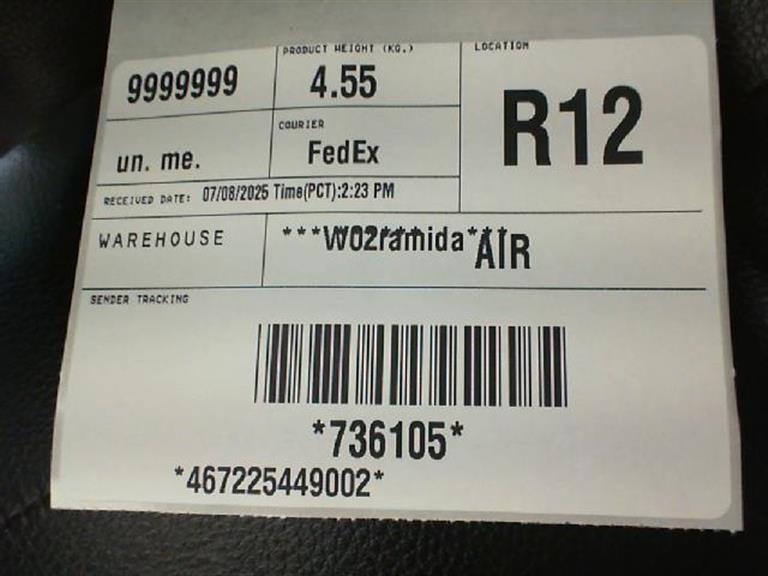 PRODUCT WEIGHT (KG.)
LOCATION
9999999
4.55
R12
COURIER
un. me.
FedEx
RECEIVED DATE: 07/08/2025 Time(PCT):2:23 PM
WAREHOUSE
***W02ramida*
AIR
SENDER TRACKING
*736105*
*467225449002*